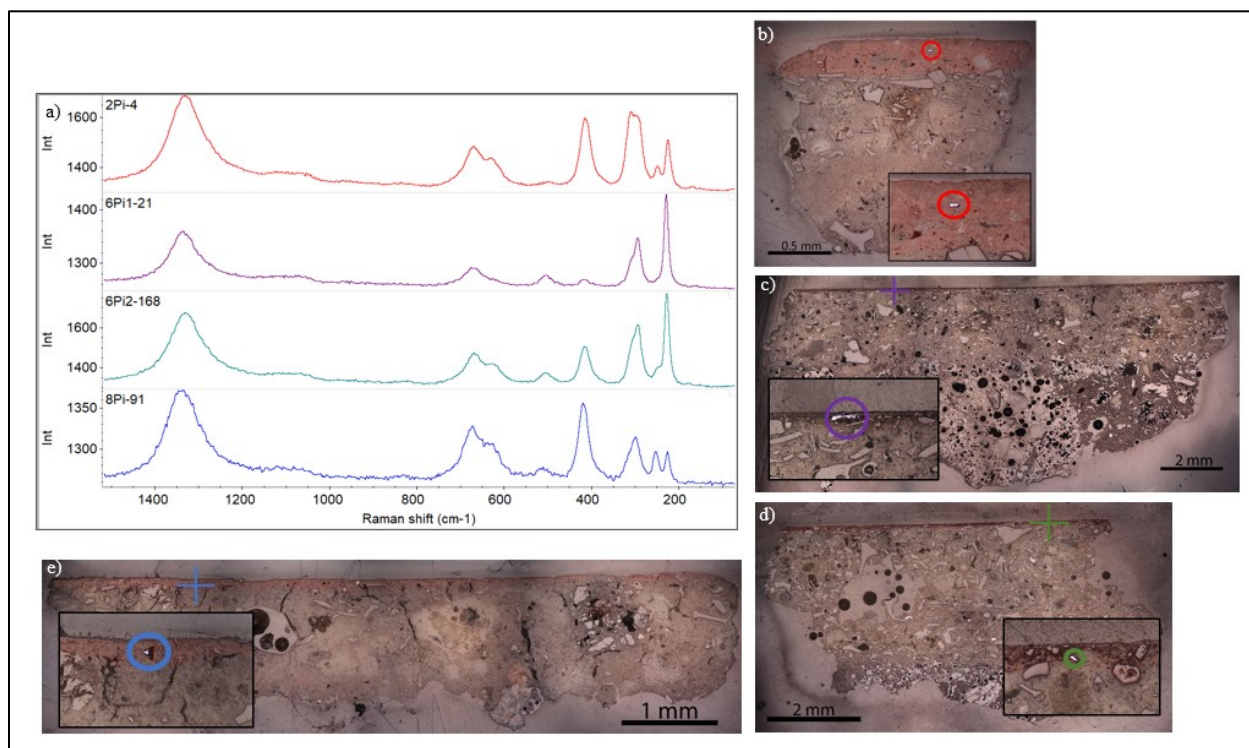 a)
2Pi-4
1600
Int
1400
6Pi1-21
1400
Int
1300
6Pi2-168
1600
Int
1400
8Pi-91
1350
Int
1300
1400 1200 1000 800 600 400 200
Raman shift (cm-1)
b)
0.5 mm
c)
2 mm
d)
2 mm
e)
1 mm